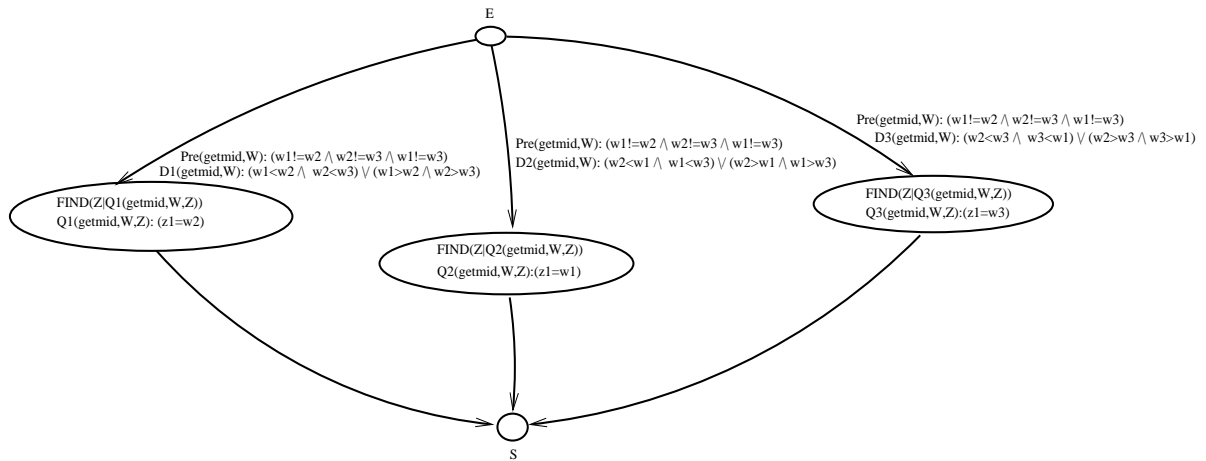 E
Pre(getmid,W): (w1!=w2 /\ w2!=w3 /\ w1!=w3)
D1(getmid,W): (w1<w2 /\ w2<w3) \/ (w1>w2 /\ w2>w3)
FIND(Z|Q1(getmid,W,Z))
Q1(getmid,W,Z): (z1=w2)
Pre(getmid,W): (w1!=w2 /\ w2!=w3 /\ w1!=w3)
D2(getmid,W): (w2<w1 /\ w1<w3) \/ (w2>w1 /\ w1>w3)
FIND(Z|Q2(getmid,W,Z))
Q2(getmid,W,Z):(z1=w1)
Pre(getmid,W): (w1!=w2 /\ w2!=w3 /\ w1!=w3)
D3(getmid,W): (w2<w3 /\ w3<w1) \/ (w2>w3 /\ w3>w1)
FIND(Z|Q3(getmid,W,Z))
Q3(getmid,W,Z):(z1=w3)
S